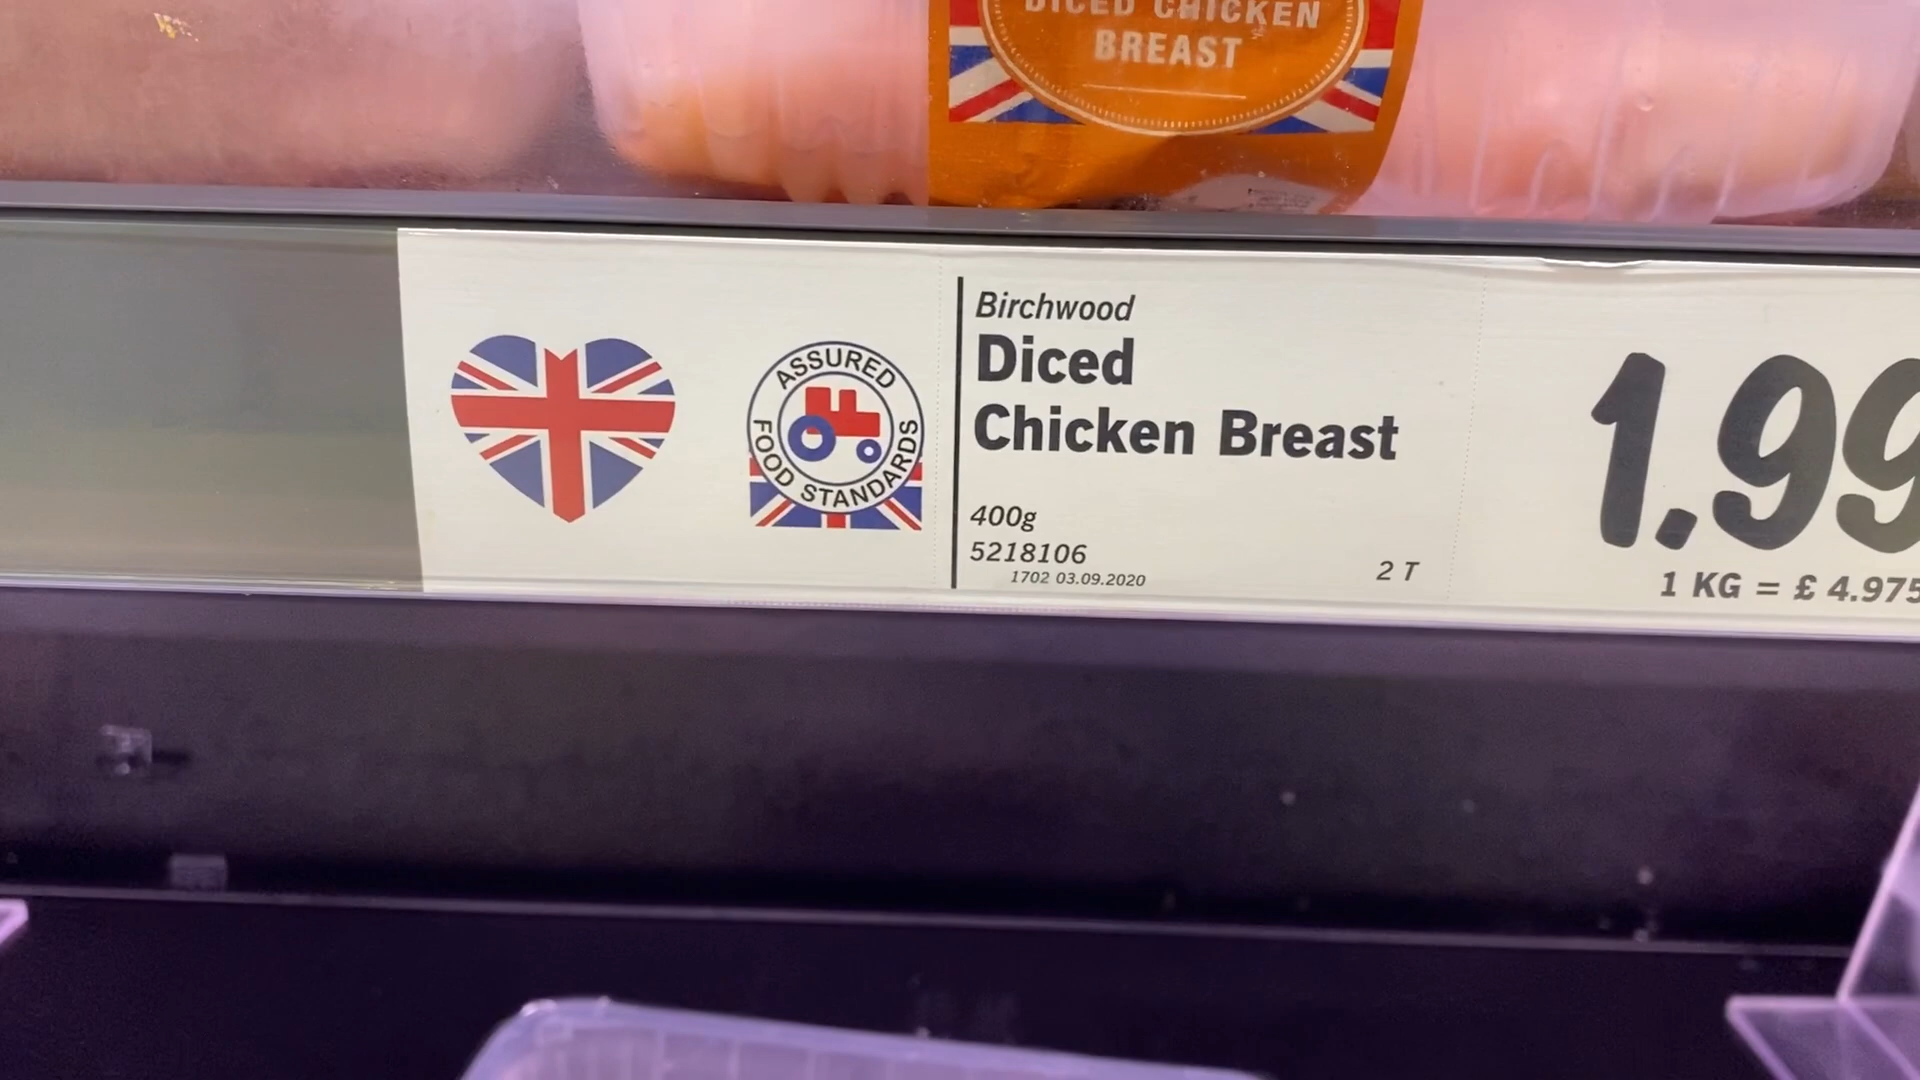 DICED CHICKEN
BREAST
ASSURED
FOOD STANDARDS
Birchwood
Diced
Chicken Breast
400g
5218106
1702 03.09.2020
2 T
1.99
1 KG = £ 4.975